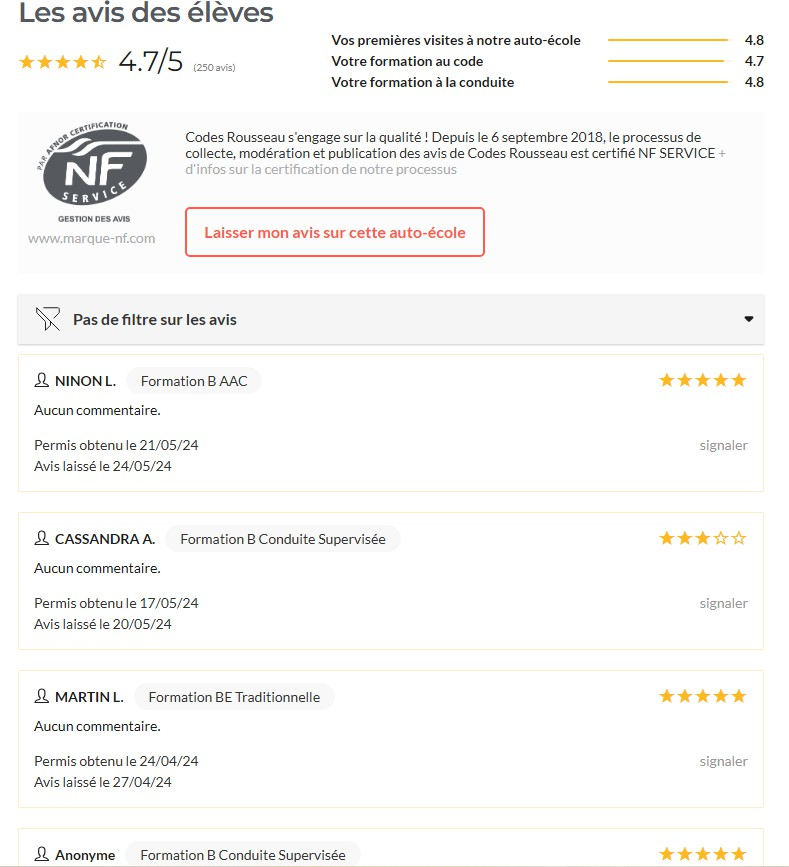 Les avis des élèves
4.7/5 (250 avis)
Vos premières visites à notre auto-école 4.8
Votre formation au code 4.7
Votre formation à la conduite 4.8
PAR AFNOR CERTIFICATION
NF
SERVICE
GESTION DES AVIS
www.marque-nf.com
Codes Rousseau s'engage sur la qualité ! Depuis le 6 septembre 2018, le processus de
collecte, modération et publication des avis de Codes Rousseau est certifié NF SERVICE +
d'infos sur la certification de notre processus
Laisser mon avis sur cette auto-école
Pas de filtre sur les avis
NINON L. Formation B AAC
Aucun commentaire.
Permis obtenu le 21/05/24 signaler
Avis laissé le 24/05/24
CASSANDRA A. Formation B Conduite Supervisée
Aucun commentaire.
Permis obtenu le 17/05/24 signaler
Avis laissé le 20/05/24
MARTIN L. Formation BE Traditionnelle
Aucun commentaire.
Permis obtenu le 24/04/24 signaler
Avis laissé le 27/04/24
Anonyme Formation B Conduite Supervisée